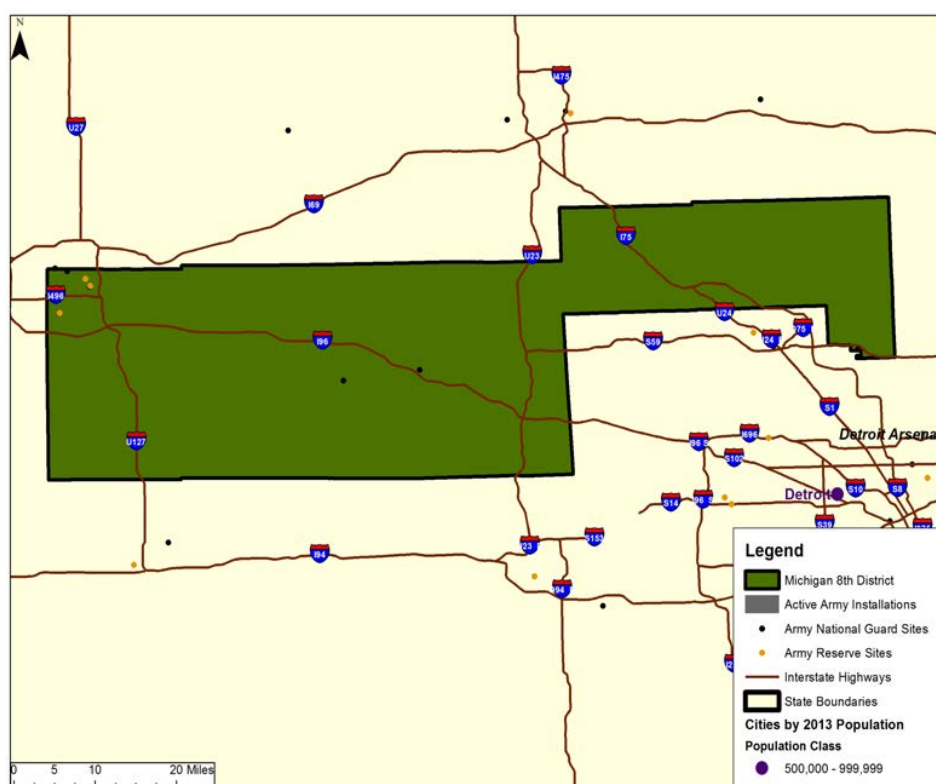 N
I475
U27
I69
I75
U23
I496
U24
S75
I96
S59
I24
S1
U127
I96 S
I696
Detroit Arsena
S102
Detroit
S10
S8
S14
I96 S
S39
I94
I23
S153
I94
Legend
Michigan 8th District
Active Army Installations
Army National Guard Sites
Army Reserve Sites
Interstate Highways
State Boundaries
Cities by 2013 Population
Population Class
500,000 - 999,999
0 5 10 20 Miles